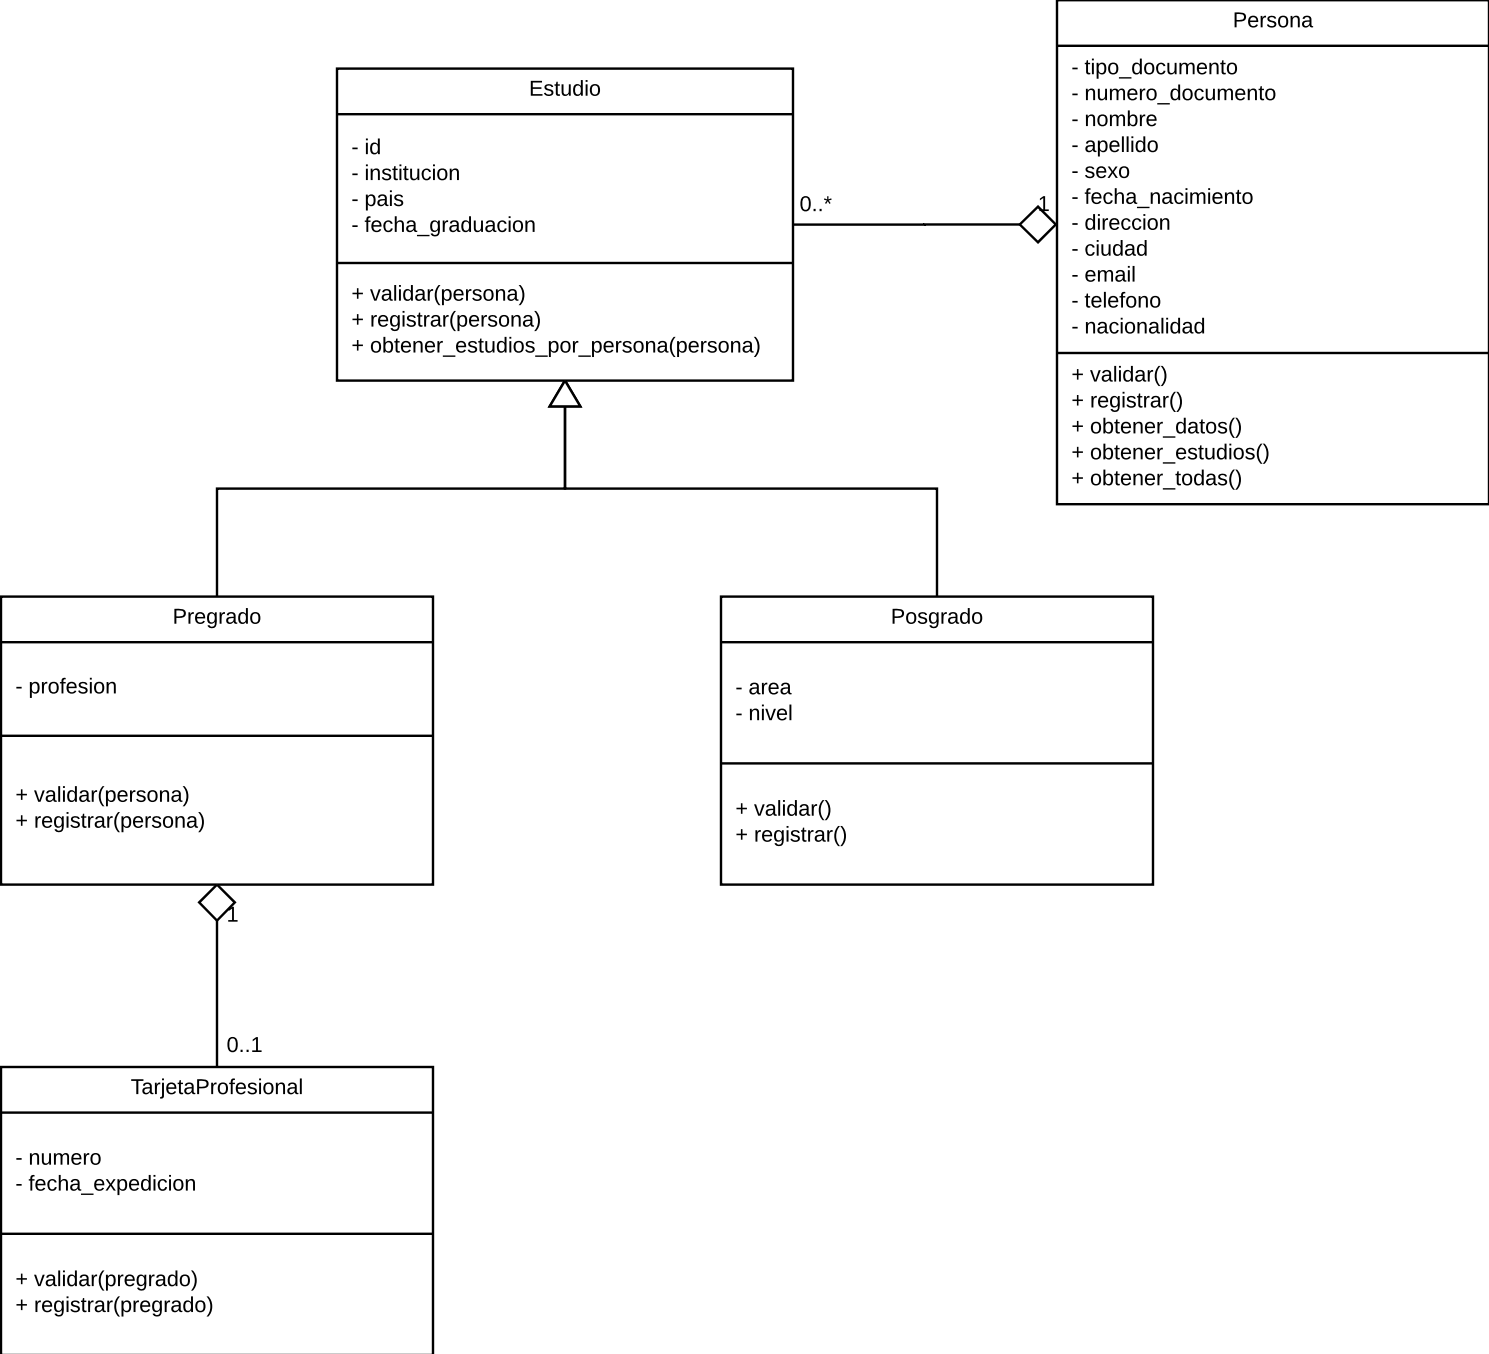 Persona
- tipo_documento
- numero_documento
- nombre
- apellido
- sexo
- fecha_nacimiento
- direccion
- ciudad
- email
- telefono
- nacionalidad
+ validar()
+ registrar()
+ obtener_datos()
+ obtener_estudios()
+ obtener_todas()
Estudio
- id
- institucion
- pais
- fecha_graduacion
+ validar(persona)
+ registrar(persona)
+ obtener_estudios_por_persona(persona)
0..*
1
Pregrado
- profesion
+ validar(persona)
+ registrar(persona)
Posgrado
- area
- nivel
+ validar()
+ registrar()
1
0..1
TarjetaProfesional
- numero
- fecha_expedicion
+ validar(pregrado)
+ registrar(pregrado)